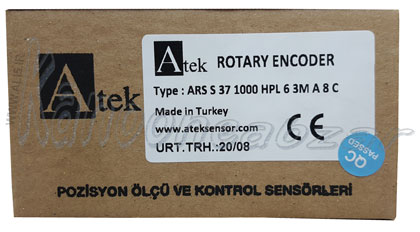 Atek
Atek ROTARY ENCODER
Type : ARS S 37 1000 HPL 6 3M A 8 C
Made in Turkey
www.ateksensor.com
CE
URT.TRH.:20/08
QC
PASSED
POZİSYON ÖLÇÜ VE KONTROL SENSÖRLERİ